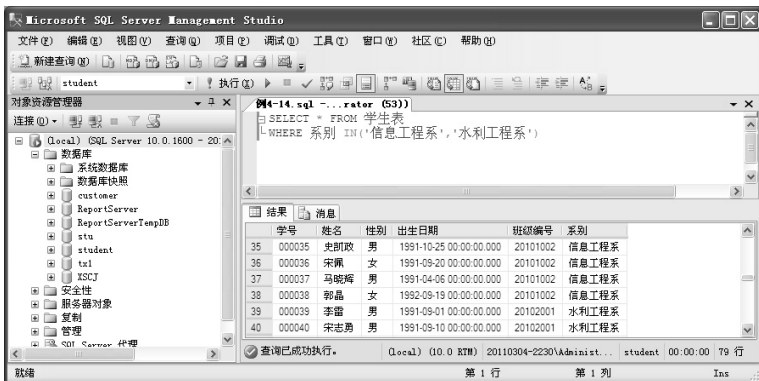 Microsoft SQL Server Management Studio
文件(F) 编辑(E) 视图(V) 查询(Q) 项目(P) 调试(D) 工具(T) 窗口(W) 社区(C) 帮助(H)
新建查询(N)
student 执行(X)
对象资源管理器
连接(O)
(local) (SQL Server 10.0.1600 - 20:
数据库
系统数据库
数据库快照
customer
ReportServer
ReportServerTempDB
stu
student
tx1
XSCJ
安全性
服务器对象
复制
管理
SQL Server 代理
例4-14.sql -...rator (53))
SELECT * FROM 学生表
WHERE 系别 IN('信息工程系','水利工程系')
结果 消息
学号 姓名 性别 出生日期 班级编号 系别
35 000035 史凯政 男 1991-10-25 00:00:00.000 20101002 信息工程系
36 000036 宋佩 女 1991-09-20 00:00:00.000 20101002 信息工程系
37 000037 马晓辉 男 1991-04-06 00:00:00.000 20101002 信息工程系
38 000038 郭晶 女 1992-09-19 00:00:00.000 20101002 信息工程系
39 000039 李雷 男 1991-09-01 00:00:00.000 20102001 水利工程系
40 000040 宋志勇 男 1991-09-10 00:00:00.000 20102001 水利工程系
查询已成功执行。 (local) (10.0 RTM) 20110304-2230\Administ... student 00:00:00 79 行
就绪 第 1 行 第 1 列 Ins